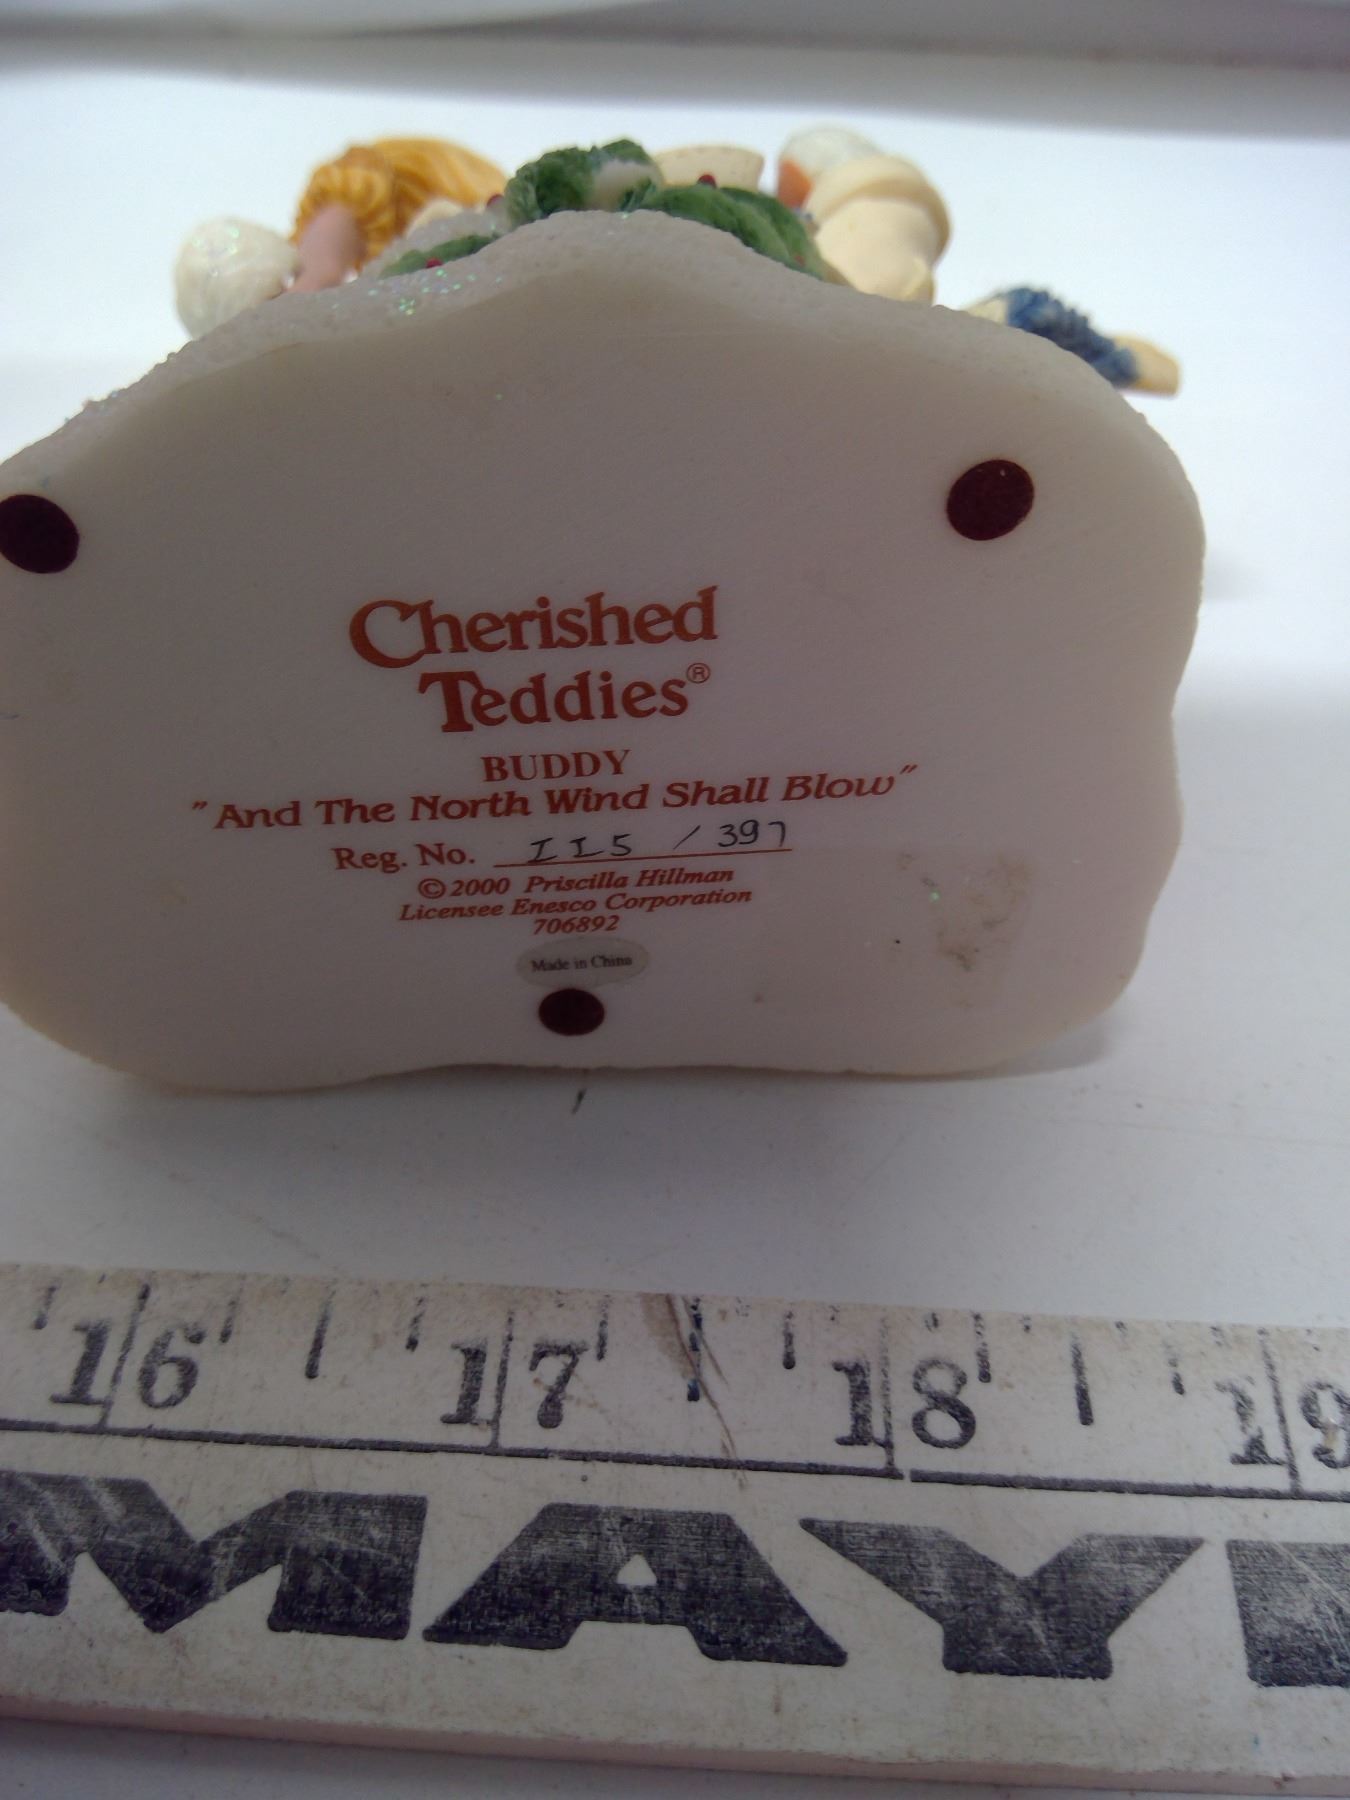 Cherished
Teddies®
BUDDY
"And The North Wind Shall Blow"
Reg. No. II5 / 397
© 2000 Priscilla Hillman
Licensee Enesco Corporation
706892
Made in China
16 17 18 19
MAY